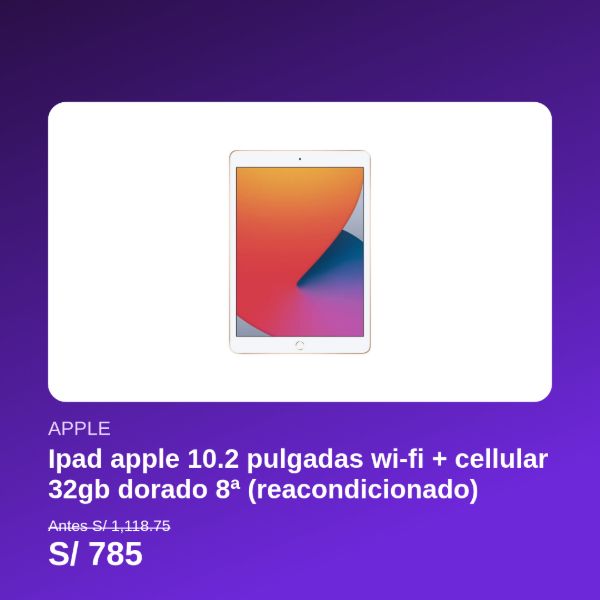 APPLE
Ipad apple 10.2 pulgadas wi-fi + cellular
32gb dorado 8ª (reacondicionado)
Antes S/ 1,118.75
S/ 785